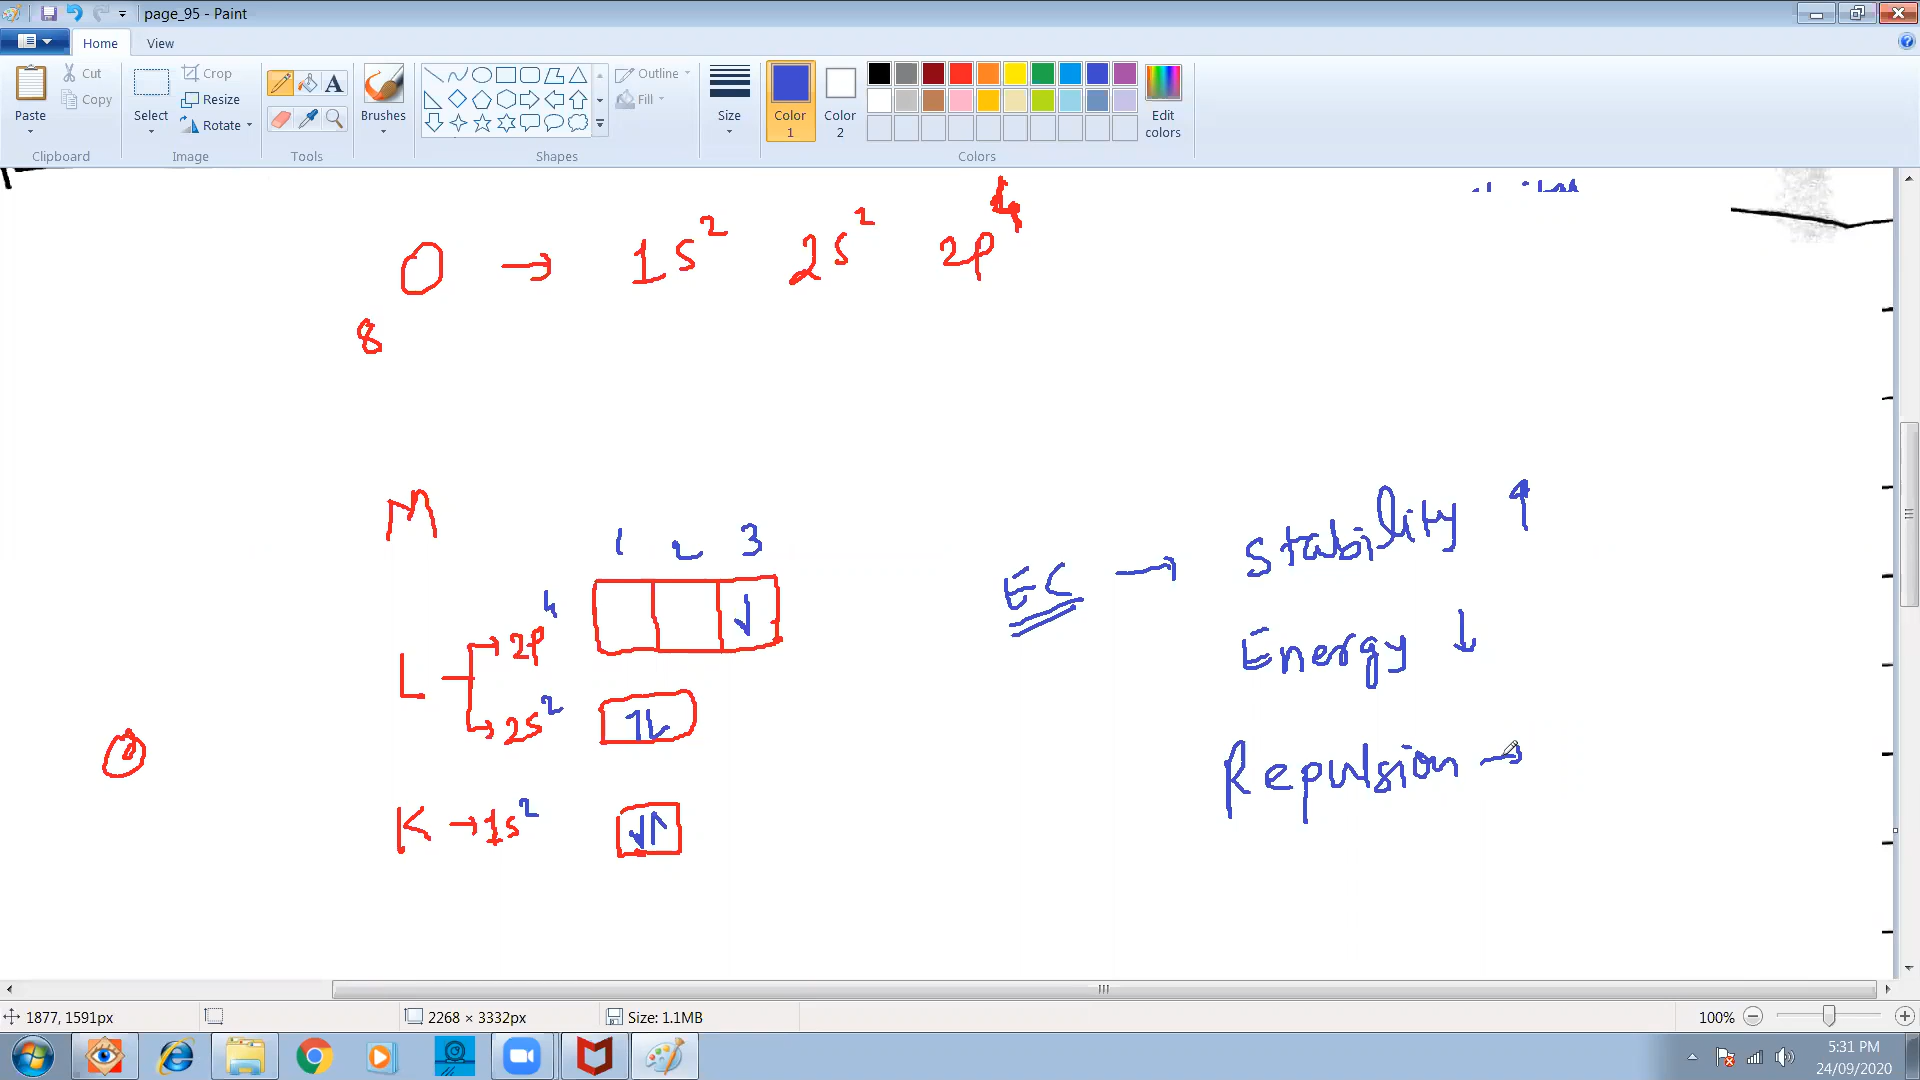 page_95 - Paint
Home View
Paste
Cut
Copy
Clipboard
Select
Crop
Resize
Rotate
Image
Tools
Brushes
Shapes
Outline
Fill
Size
Color 1
Color 2
Edit colors
Colors
O → 1s² 2s² 2p⁴
8
M
1 2 3
L
→ 2p⁴
→ 2s² 1L
K → 1s²
EC → Stability ↑
Energy ↓
Repulsion →
1877, 1591px
2268 × 3332px
Size: 1.1MB
100%
5:31 PM
24/09/2020